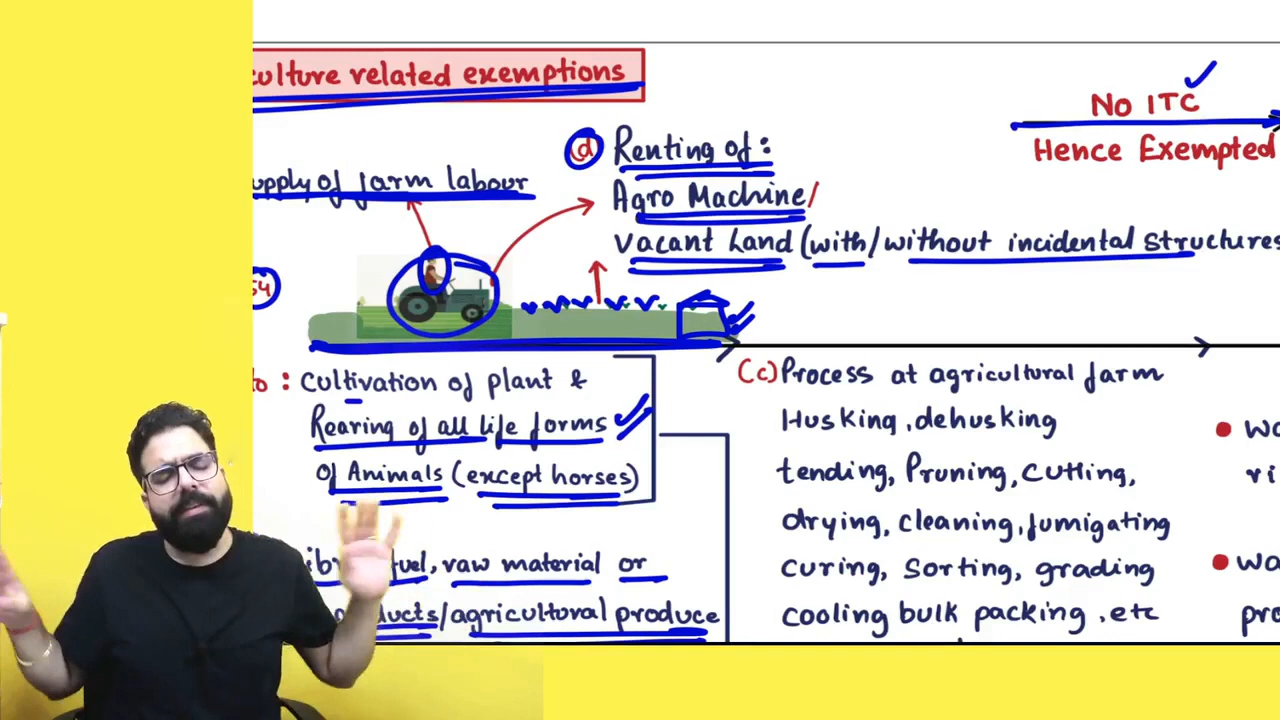 culture related exemptions
No ITC
Hence Exempted
(d) Renting of:
Agro Machine/
Vacant Land (with/without incidental structures
upply of farm labour
54
to : Cultivation of plant &
Rearing of all life forms
of Animals (except horses)
fuel, raw material or
ducts/agricultural produce
(c) Process at agricultural farm
Husking, dehusking
tending, Pruning, Cutting,
drying, cleaning, fumigating
curing, sorting, grading
cooling bulk packing, etc